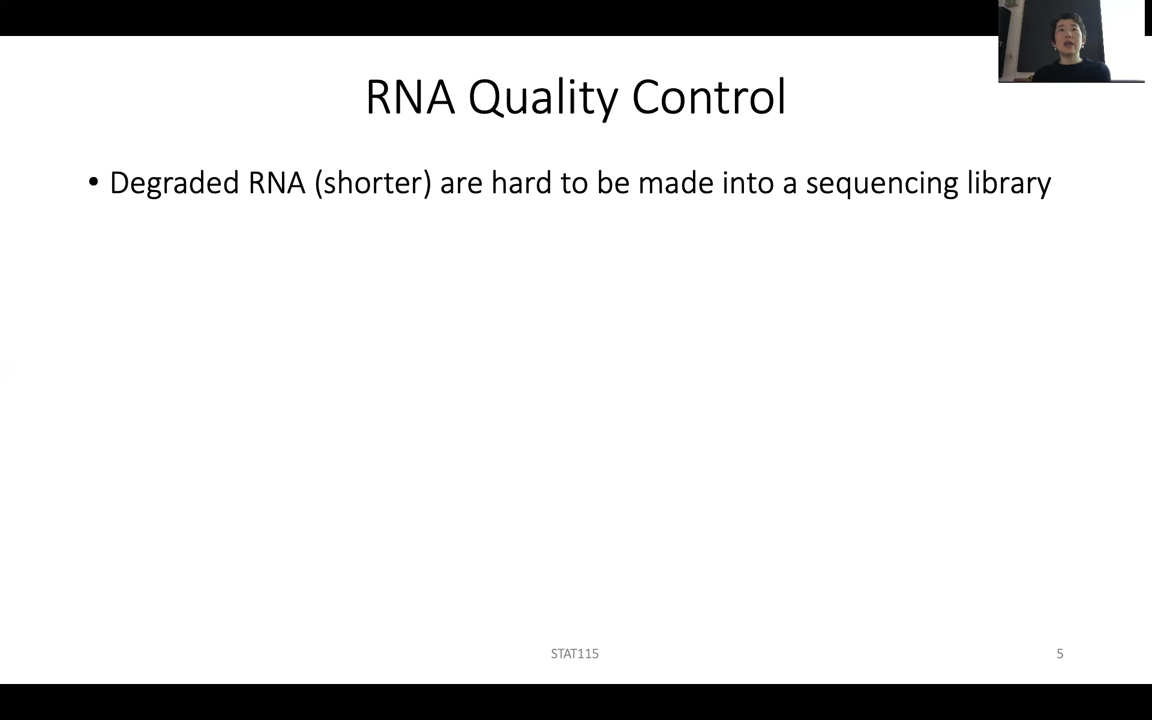 RNA Quality Control
• Degraded RNA (shorter) are hard to be made into a sequencing library
STAT115
5